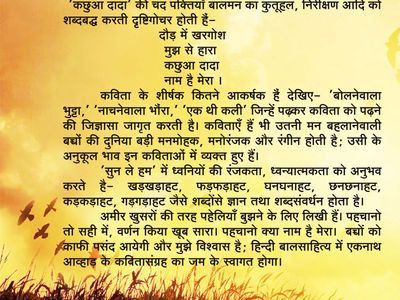 'कछुआ दादा' की चंद पंक्तियाँ बालमन का कुतूहल, निरीक्षण आदि को
शब्दबद्ध करती दृष्टिगोचर होती है–
दौड़ में खरगोश
मुझ से हारा
कछुआ दादा
नाम है मेरा ।
कविता के शीर्षक कितने आकर्षक हैं देखिए– 'बोलनेवाला
भुट्टा,' 'नाचनेवाला भौंरा,' 'एक थी कली' जिन्हें पढ़कर कविता को पढ़ने
की जिज्ञासा जागृत करती है। कविताएँ हैं भी उतनी मन बहलानेवाली
बच्चों की दुनिया बड़ी मनमोहक, मनोरंजक और रंगीन होती है; उसी के
अनुकूल भाव इन कविताओं में व्यक्त हुए हैं।
'सुन ले हम' में ध्वनियों की रंजकता, ध्वन्यात्मकता को अनुभव
करते है– खड़खड़ाहट, फड़फड़ाहट, घनघनाहट, छनछनाहट,
कड़कड़ाहट, गड़गड़ाहट जैसे शब्दोंसे ज्ञान तथा शब्दसंवर्धन होता है।
अमीर खुसरों की तरह पहेलियाँ बुझने के लिए लिखी हैं। पहचानो
तो सही में, वर्णन किया खूब सारा। पहचानो क्या नाम है मेरा। बच्चों को
काफी पसंद आयेगी और मुझे विश्वास है; हिन्दी बालसाहित्य में एकनाथ
आव्हाड के कवितासंग्रह का जम के स्वागत होगा।